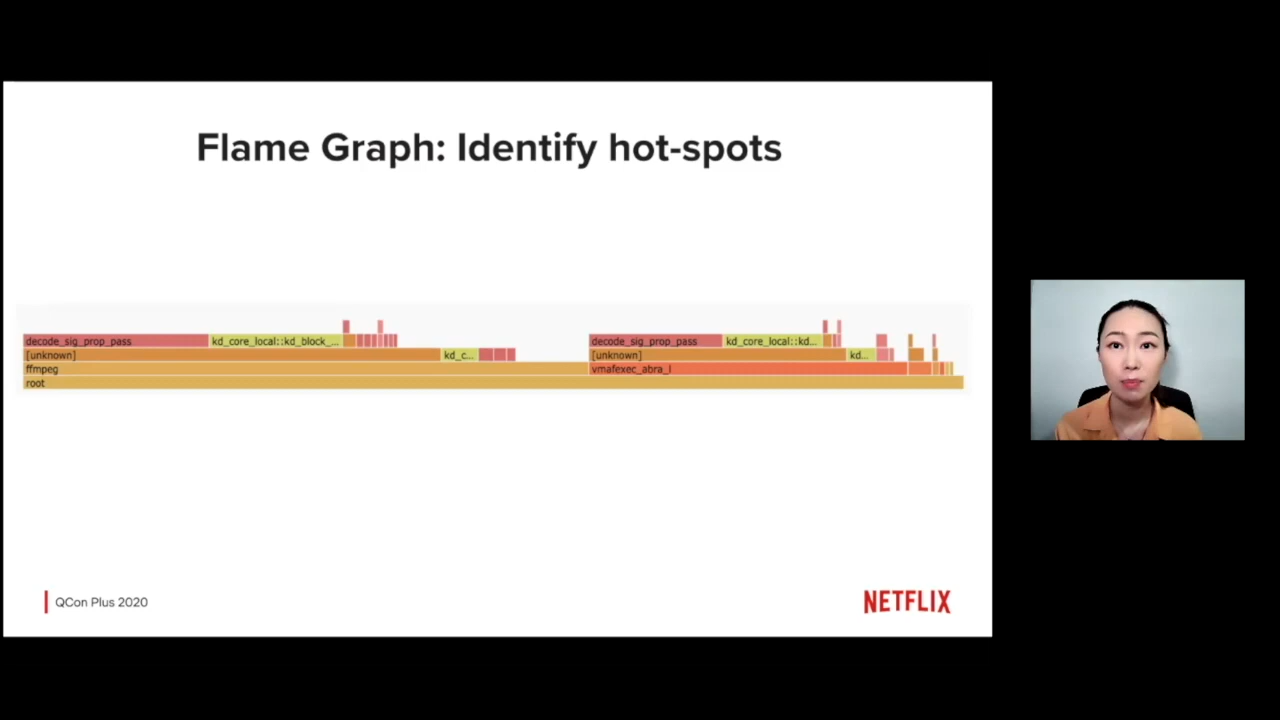 Flame Graph: Identify hot-spots
decode_sig_prop_pass kd_core_local::kd_block_... decode_sig_prop_pass kd_core_local::kd...
[unknown] kd_c... [unknown] kd...
ffmpeg vmafexec_abra_l
root
QCon Plus 2020
NETFLIX